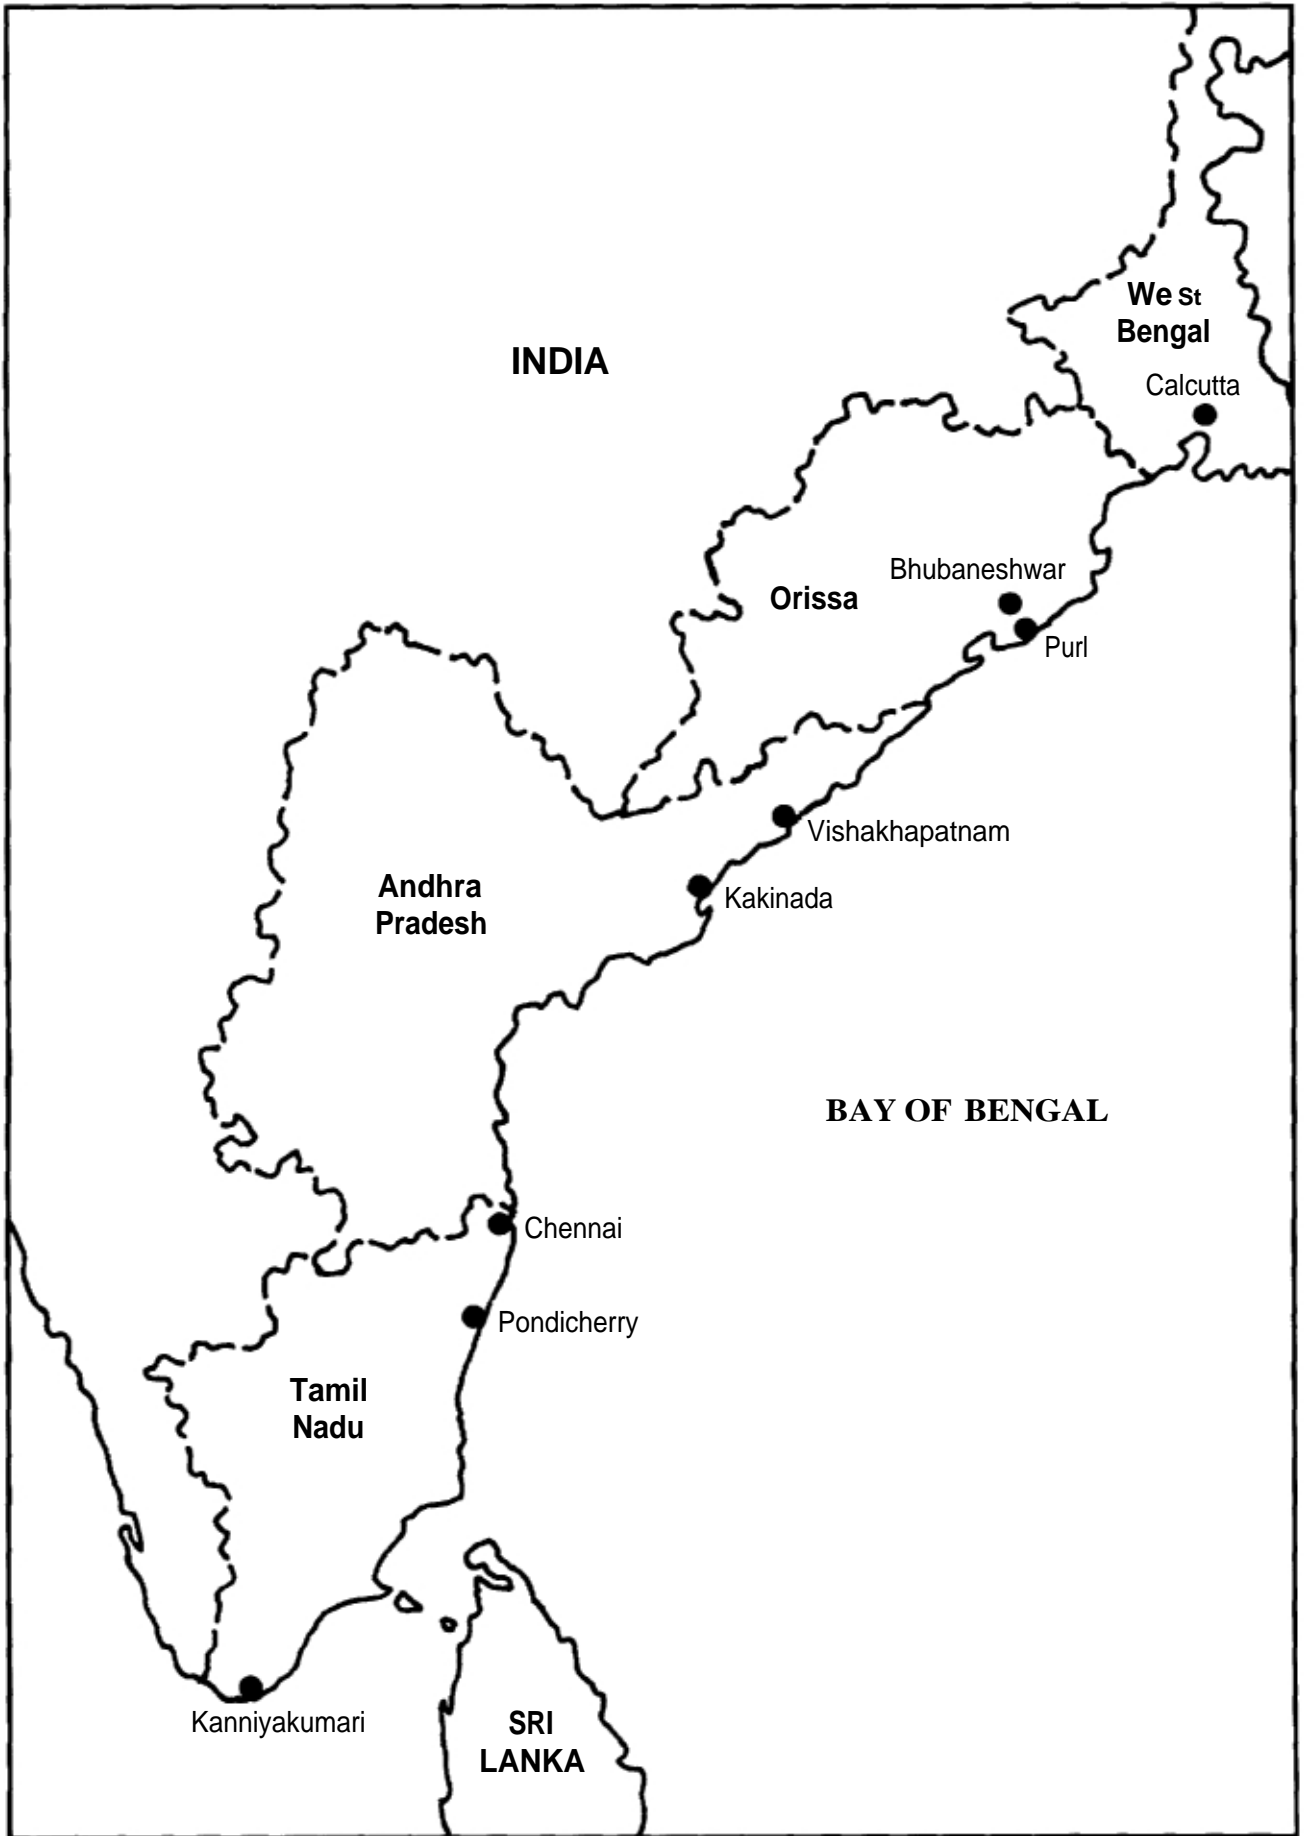 We St
Bengal
INDIA
Calcutta
Bhubaneshwar
Orissa
Purl
Vishakhapatnam
Andhra
Pradesh
Kakinada
BAY OF BENGAL
Chennai
Pondicherry
Tamil
Nadu
Kanniyakumari
SRI
LANKA